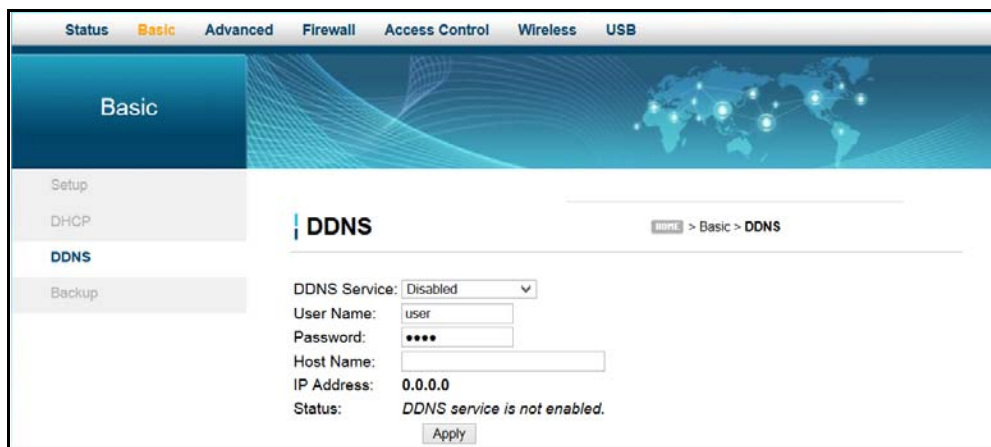 Status Basic Advanced Firewall Access Control Wireless USB
Basic
Setup
DHCP
DDNS
Backup
DDNS
HOME > Basic > DDNS
DDNS Service: Disabled
User Name: user
Password: ••••
Host Name:
IP Address: 0.0.0.0
Status: DDNS service is not enabled.
Apply